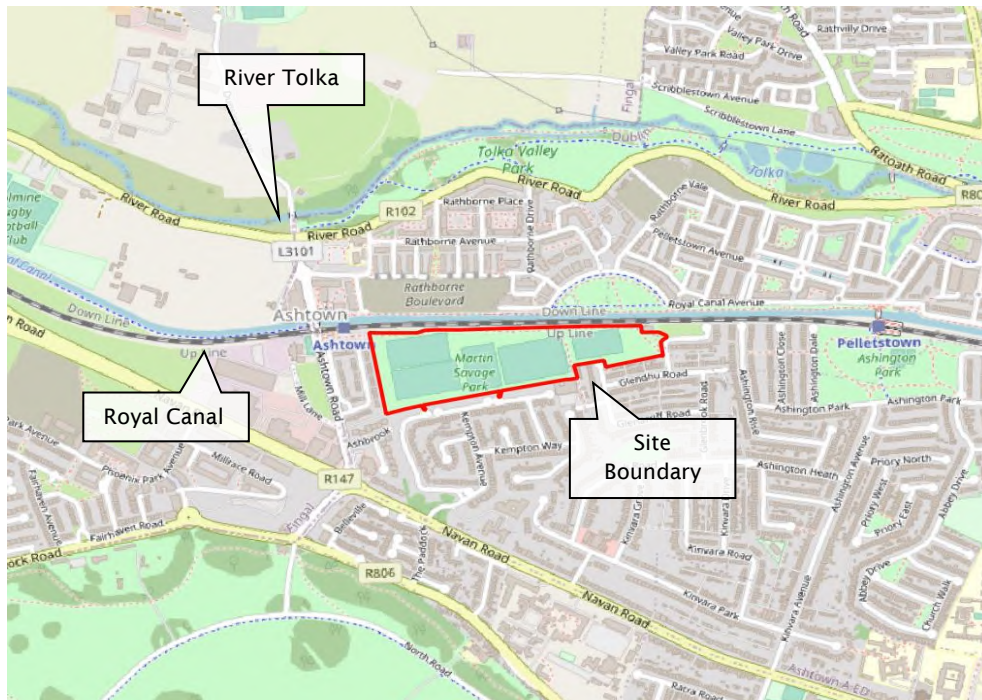 Rathvilly Drive
Valley Park Drive
Valley Park Road
Scribblestown Avenue
Fingal
Scribblestown Lane
Ratoath Road
Dublin
River Tolka
Tolka Valley
Park
Tolka
River Road
River Road
R102
River Road
L3101
Rathborne Place
Rathborne Drive
Rathborne Vale
Rathborne Avenue
Pelletstown Avenue
Rathborne
Boulevard
Royal Canal Avenue
Down Line
Down Line
Ashtown
Ashtown
Up Line
Up Line
Pelletstown
Ashington
Park
Martin
Savage
Park
Glendhu Road
Ashington Close
Ashington Dale
Ashington Park
Ashington Park
Ashington Rise
Royal Canal
Mill Lane
Ashtown Road
Ashbrook
Kempton Avenue
Kempton Way
Site
Boundary
Ashington Heath
Ashington Avenue
Priory North
Priory West
Priory East
Abbey Drive
Abbey Drive
Church Walk
Phoenix Park Avenue
Millrace Road
Fairhaven Avenue
Fairhaven Road
R147
Fingal
Belleville
The Paddock
Navan Road
Navan Road
Kinvara Road
Kinvara Park
Kinvara Avenue
R806
North Road
Ashtown A ED
Ratra Road